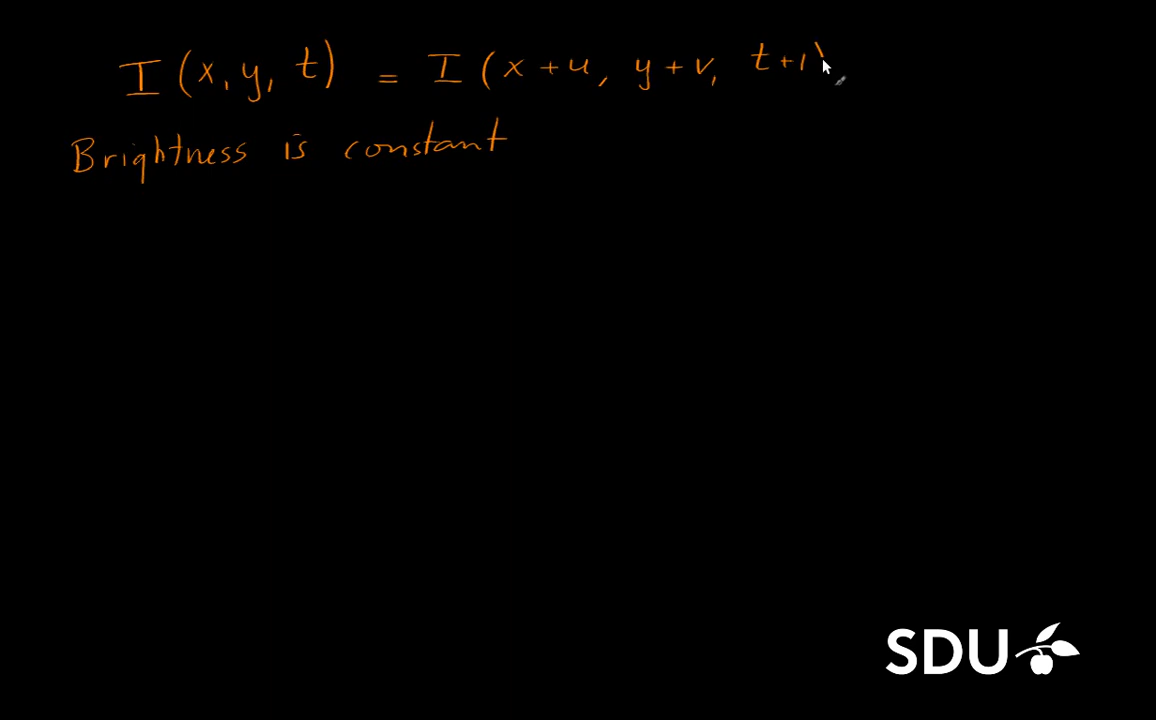 I(x, y, t) = I(x+u, y+v, t+1)
Brightness is constant
SDU